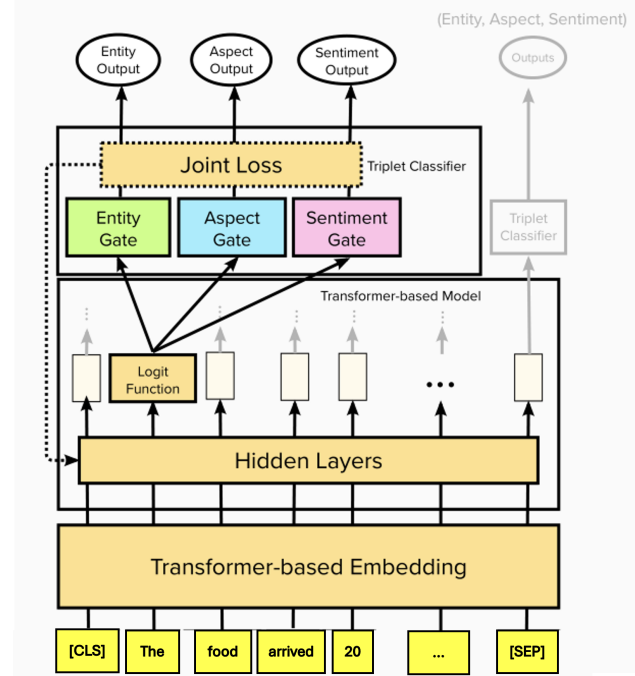 (Entity, Aspect, Sentiment)
Entity
Output
Aspect
Output
Sentiment
Output
Outputs
Joint Loss
Triplet Classifier
Entity
Gate
Aspect
Gate
Sentiment
Gate
Triplet
Classifier
Transformer-based Model
Logit
Function
...
Hidden Layers
Transformer-based Embedding
[CLS] The food arrived 20 ... [SEP]